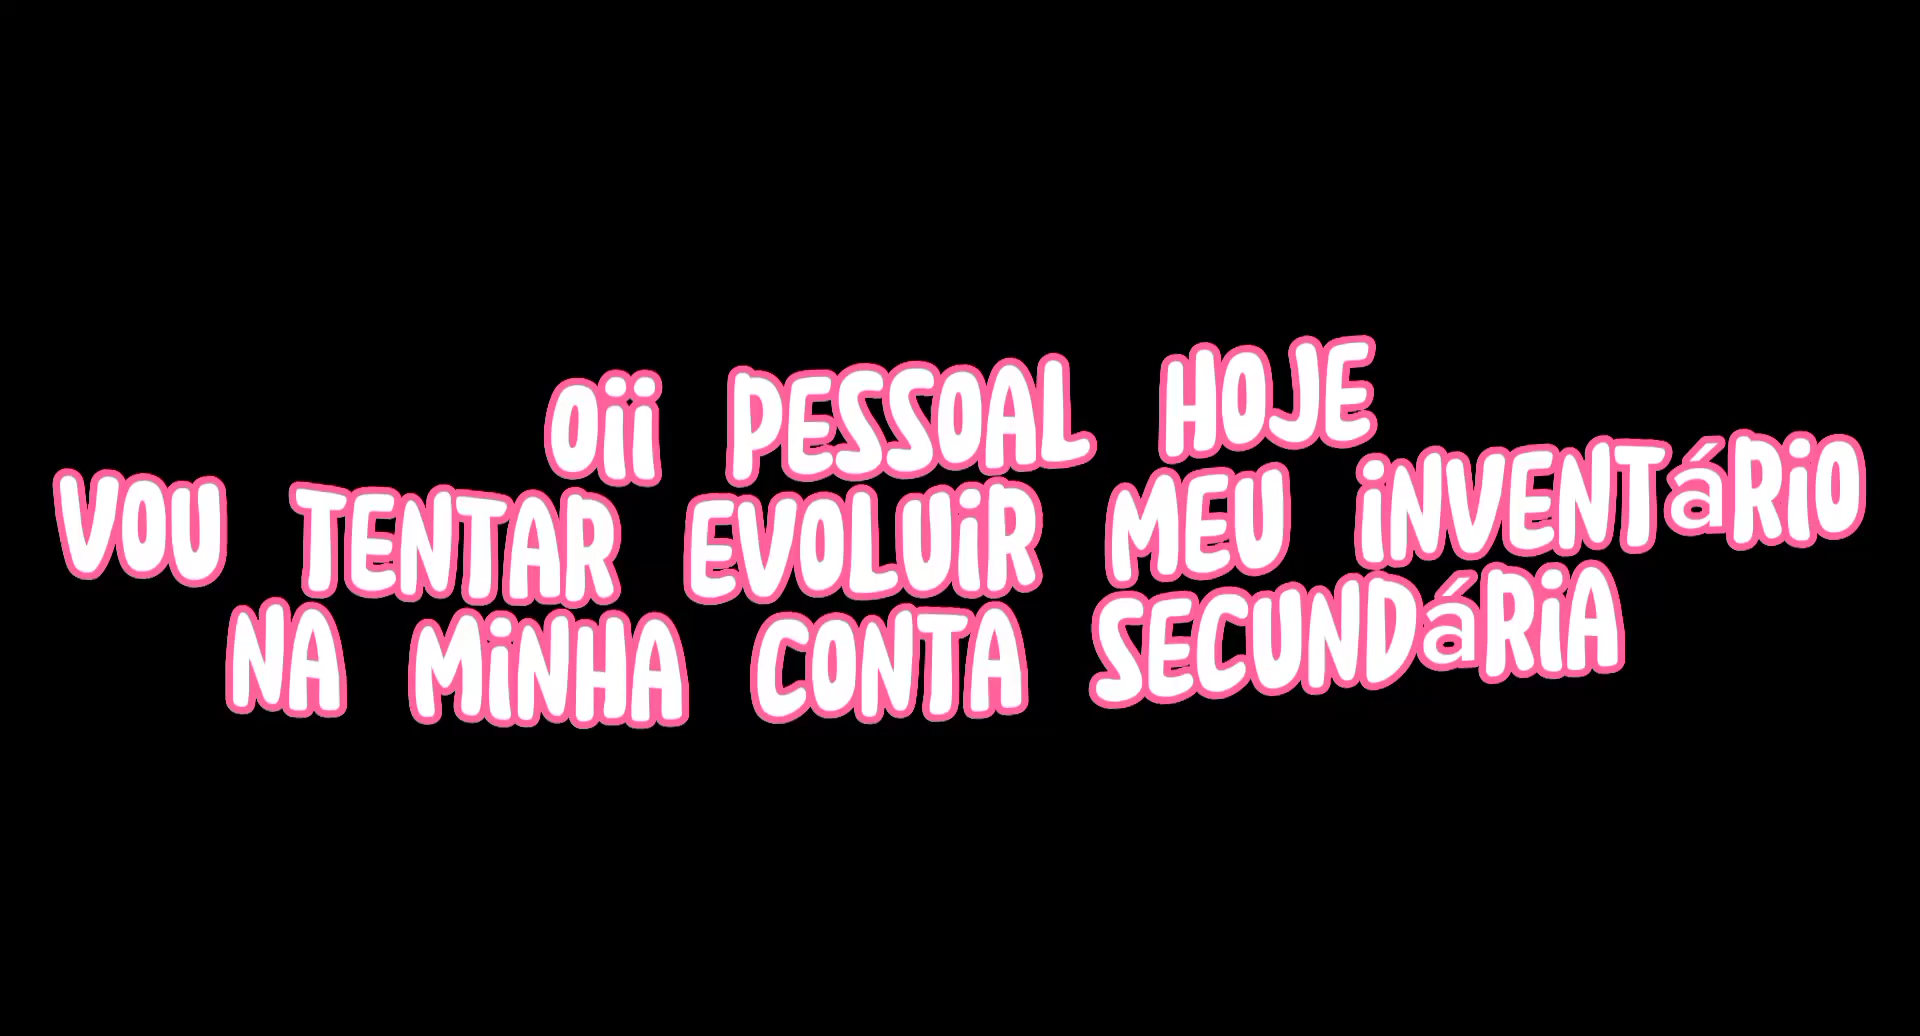 Oii PESSOAL HOJE
VOU TENTAR EVOLUiR MEU iNVENTáRiO
NA MiNHA CONTA SECUNDáRiA